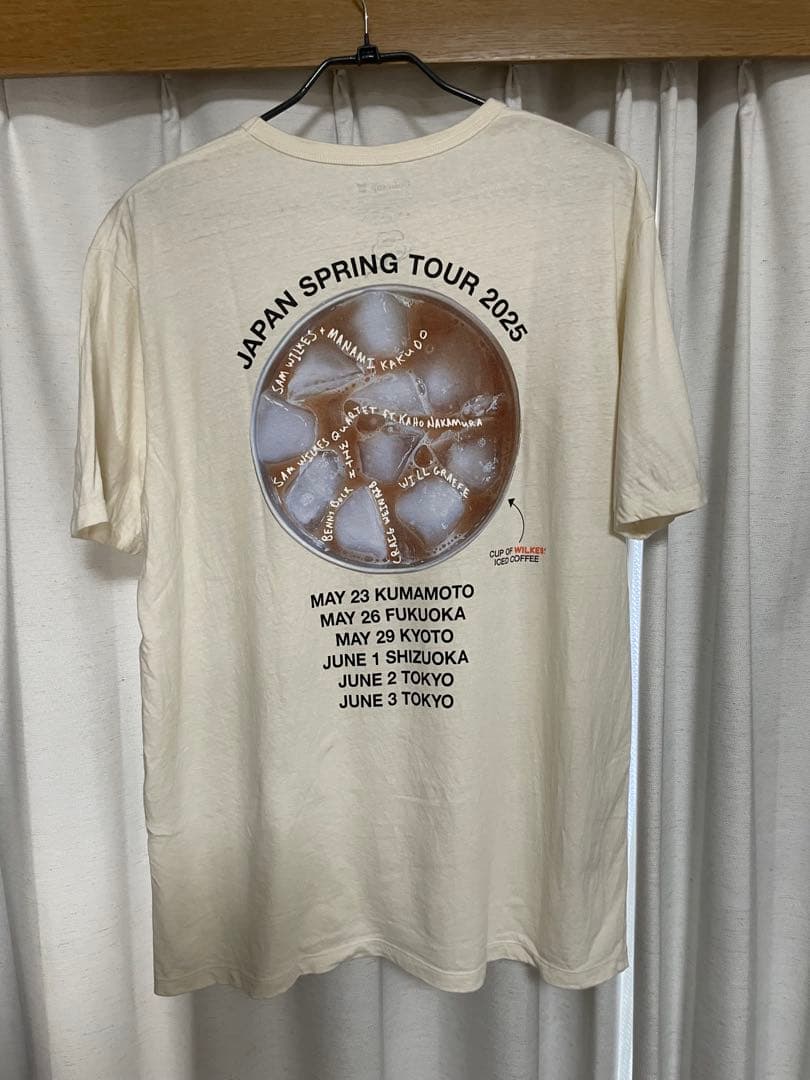 JAPAN SPRING TOUR 2025
SAM WILKES + MANAMI KAKUDO
SAM WILKES QUARTET ft. KAHO NAKAMURA
WITH
BENNY BOCK
CRAIG WEINRIB
WILL GRAEFE
CUP OF WILKES'
ICED COFFEE
MAY 23 KUMAMOTO
MAY 26 FUKUOKA
MAY 29 KYOTO
JUNE 1 SHIZUOKA
JUNE 2 TOKYO
JUNE 3 TOKYO